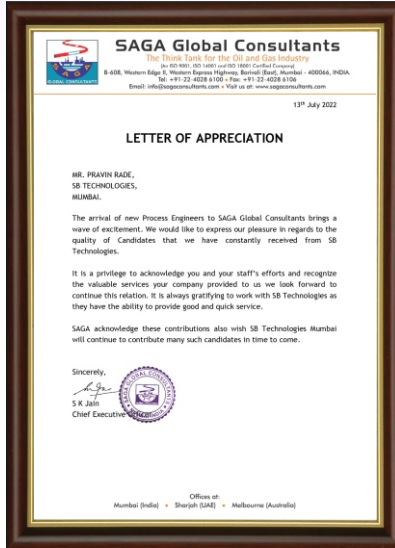 SAGA Global Consultants
The Think Tank for the Oil and Gas Industry
(An ISO 9001, ISO 14001 and ISO 18001 Certified Company)
B-608, Western Edge II, Western Express Highway, Borivali (East), Mumbai - 400066, INDIA.
Tel: +91-22-4028 6100 • Fax: +91-22-4028 6106
Email: info@sagaconsultants.com • Visit us at: www.sagaconsultants.com
SAGA
GLOBAL CONSULTANTS
13th July 2022
LETTER OF APPRECIATION
MR. PRAVIN RADE,
SB TECHNOLOGIES,
MUMBAI.
The arrival of new Process Engineers to SAGA Global Consultants brings a
wave of excitement. We would like to express our pleasure in regards to the
quality of Candidates that we have constantly received from SB
Technologies.
It is a privilege to acknowledge you and your staff's efforts and recognize
the valuable services your company provided to us we look forward to
continue this relation. It is always gratifying to work with SB Technologies as
they have the ability to provide good and quick service.
SAGA acknowledge these contributions also wish SB Technologies Mumbai
will continue to contribute many such candidates in time to come.
Sincerely,
SAGA GLOBAL CONSULTANTS
S K Jain
Chief Executive Officer
Offices at:
Mumbai (India) • Sharjah (UAE) • Melbourne (Australia)